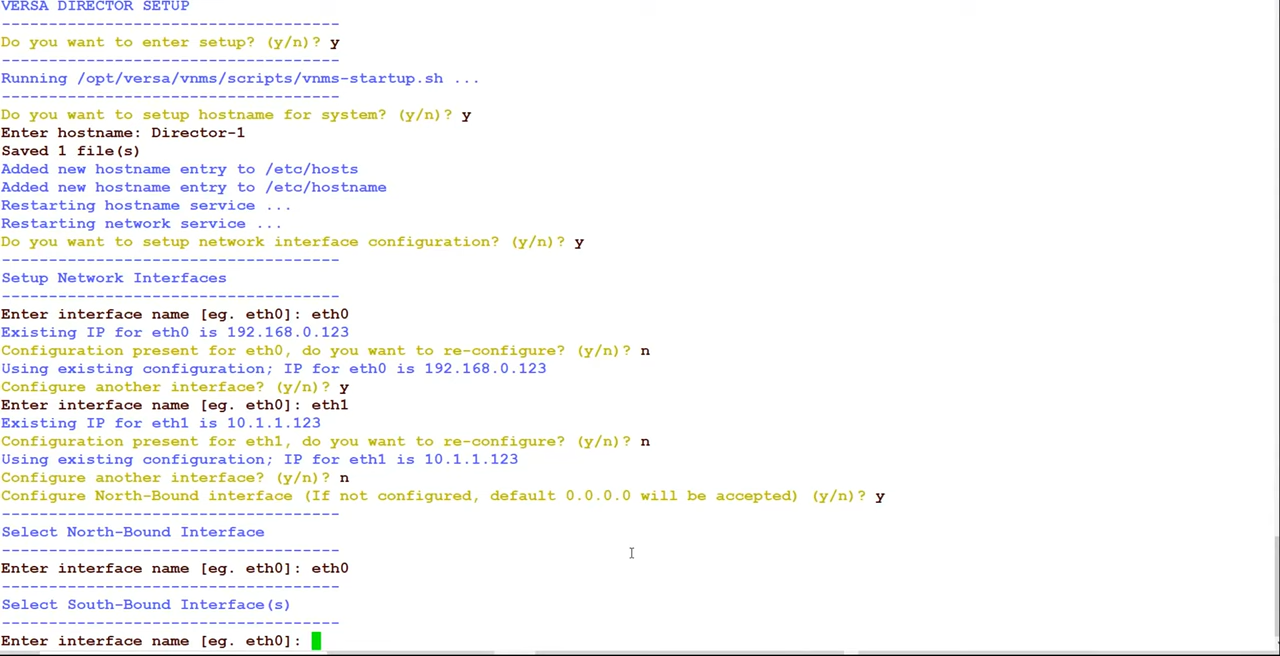 VERSA DIRECTOR SETUP
------------------------------------
Do you want to enter setup? (y/n)? y
------------------------------------
Running /opt/versa/vnms/scripts/vnms-startup.sh ...
------------------------------------
Do you want to setup hostname for system? (y/n)? y
Enter hostname: Director-1
Saved 1 file(s)
Added new hostname entry to /etc/hosts
Added new hostname entry to /etc/hostname
Restarting hostname service ...
Restarting network service ...
Do you want to setup network interface configuration? (y/n)? y
------------------------------------
Setup Network Interfaces
------------------------------------
Enter interface name [eg. eth0]: eth0
Existing IP for eth0 is 192.168.0.123
Configuration present for eth0, do you want to re-configure? (y/n)? n
Using existing configuration; IP for eth0 is 192.168.0.123
Configure another interface? (y/n)? y
Enter interface name [eg. eth0]: eth1
Existing IP for eth1 is 10.1.1.123
Configuration present for eth1, do you want to re-configure? (y/n)? n
Using existing configuration; IP for eth1 is 10.1.1.123
Configure another interface? (y/n)? n
Configure North-Bound interface (If not configured, default 0.0.0.0 will be accepted) (y/n)? y
------------------------------------
Select North-Bound Interface
------------------------------------
Enter interface name [eg. eth0]: eth0
------------------------------------
Select South-Bound Interface(s)
------------------------------------
Enter interface name [eg. eth0]: